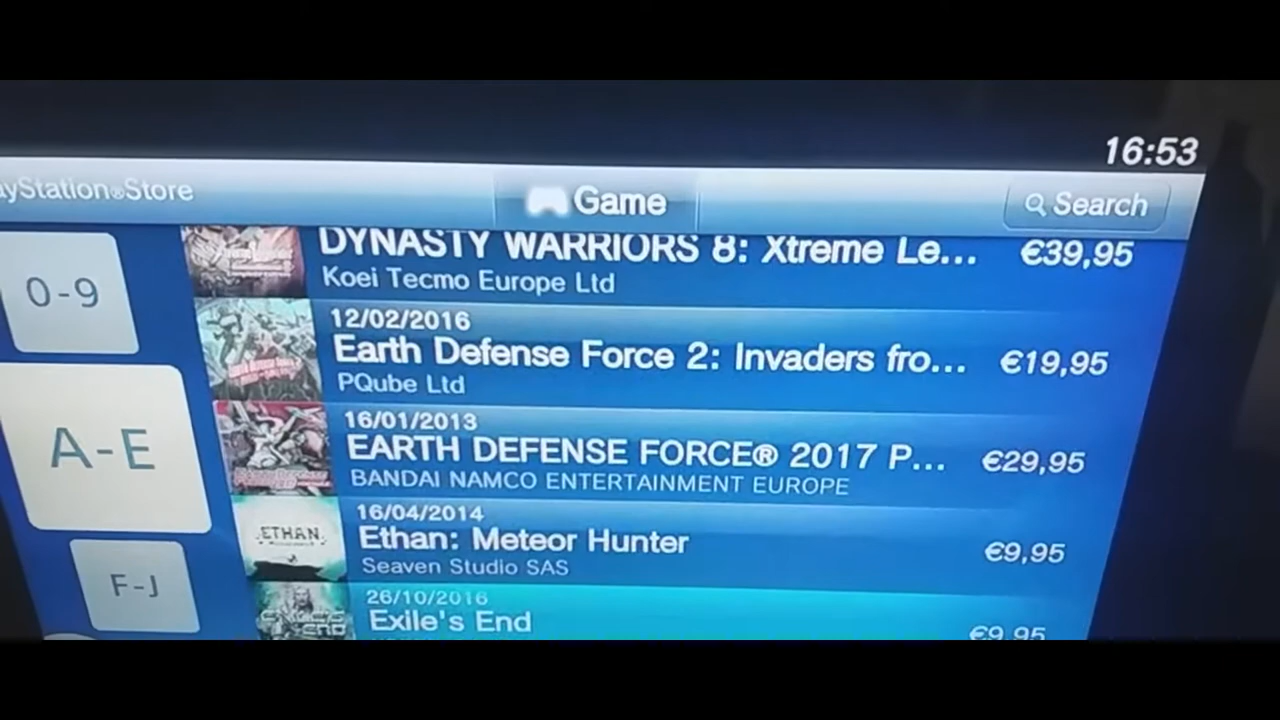 16:53
ayStation®Store
Game
Search
0-9
DYNASTY WARRIORS 8: Xtreme Le...
€39,95
Koei Tecmo Europe Ltd
12/02/2016
Earth Defense Force 2: Invaders fro...
€19,95
PQube Ltd
A-E
16/01/2013
EARTH DEFENSE FORCE® 2017 P...
€29,95
BANDAI NAMCO ENTERTAINMENT EUROPE
16/04/2014
ETHAN
Ethan: Meteor Hunter
€9,95
Seaven Studio SAS
F-J
26/10/2016
Exile's End
€9,95